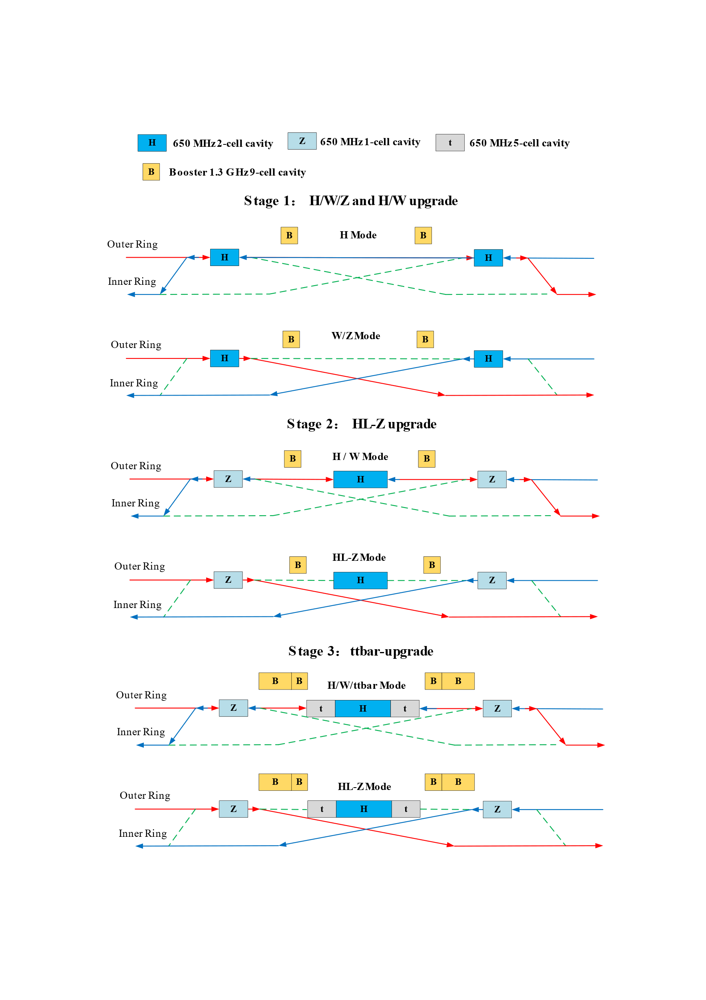 H 650 MHz 2-cell cavity Z 650 MHz 1-cell cavity t 650 MHz 5-cell cavity
B Booster 1.3 GHz 9-cell cavity
Stage 1： H/W/Z and H/W upgrade
B H Mode B
Outer Ring
H H
Inner Ring
B W/Z Mode B
Outer Ring
H H
Inner Ring
Stage 2： HL-Z upgrade
B H / W Mode B
Outer Ring
Z H Z
Inner Ring
B HL-Z Mode B
Outer Ring
Z H Z
Inner Ring
Stage 3： ttbar-upgrade
B B H/W/ttbar Mode B B
Outer Ring
Z t H t Z
Inner Ring
B B HL-Z Mode B B
Outer Ring
Z t H t Z
Inner Ring